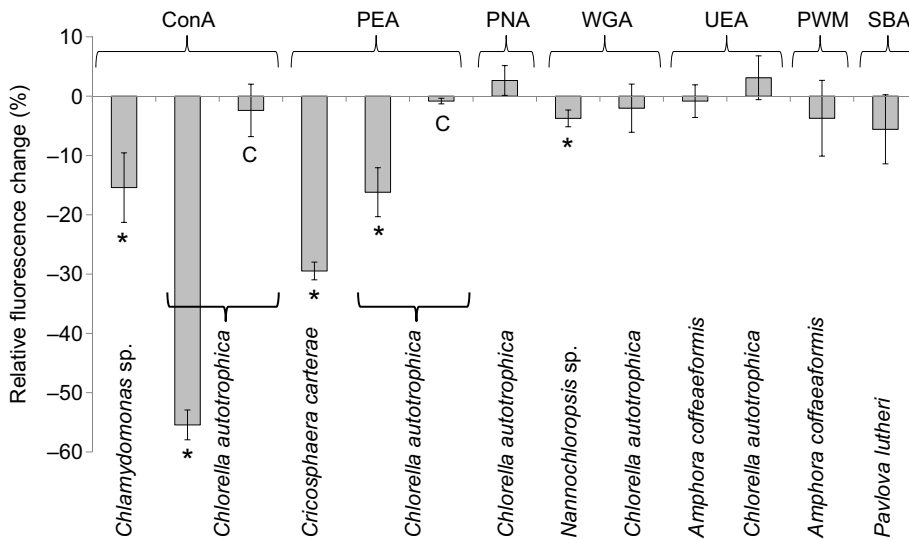 ConA PEA PNA WGA UEA PWM SBA
Relative fluorescence change (%)
10
0
–10
–20
–30
–40
–50
–60
C
C
*
*
*
*
*
Chlamydomonas sp.
Chlorella autotrophica
Cricosphaera carterae
Chlorella autotrophica
Chlorella autotrophica
Nannochloropsis sp.
Chlorella autotrophica
Amphora coffeaeformis
Chlorella autotrophica
Amphora coffaeaformis
Pavlova lutheri